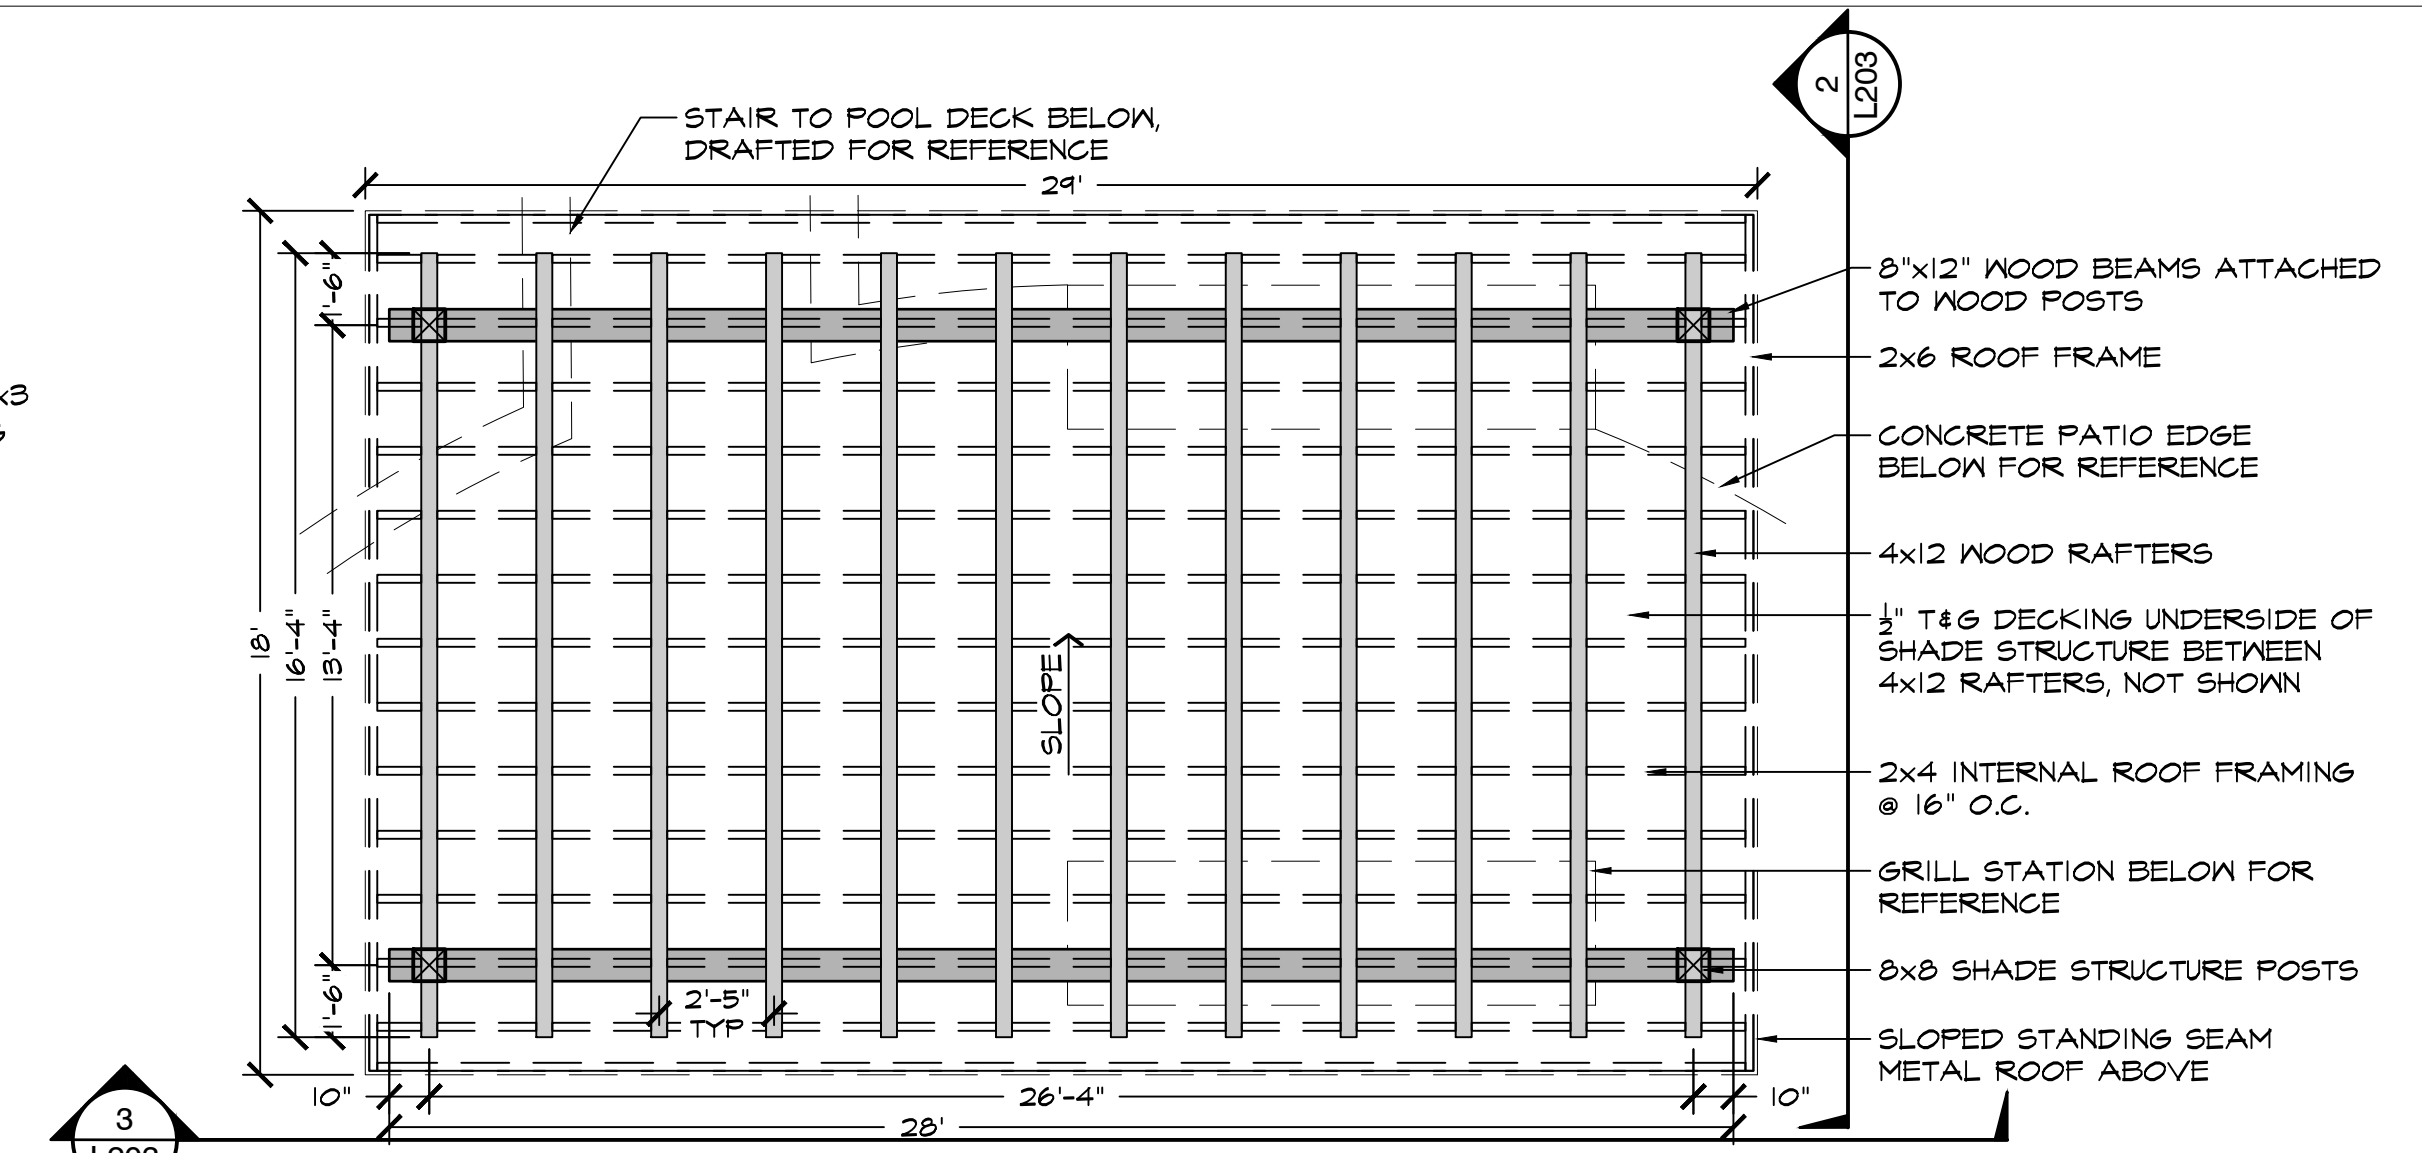 2
L203
STAIR TO POOL DECK BELOW,
DRAFTED FOR REFERENCE
29'
8"x12" WOOD BEAMS ATTACHED
TO WOOD POSTS
1'-6"
2x6 ROOF FRAME
x3
CONCRETE PATIO EDGE
BELOW FOR REFERENCE
4x12 WOOD RAFTERS
½" T&G DECKING UNDERSIDE OF
SHADE STRUCTURE BETWEEN
4x12 RAFTERS, NOT SHOWN
18'
16'-4"
13'-4"
SLOPE
2x4 INTERNAL ROOF FRAMING
@ 16" O.C.
GRILL STATION BELOW FOR
REFERENCE
8x8 SHADE STRUCTURE POSTS
1'-6"
2'-5"
TYP
SLOPED STANDING SEAM
METAL ROOF ABOVE
10"
26'-4"
10"
28'
3